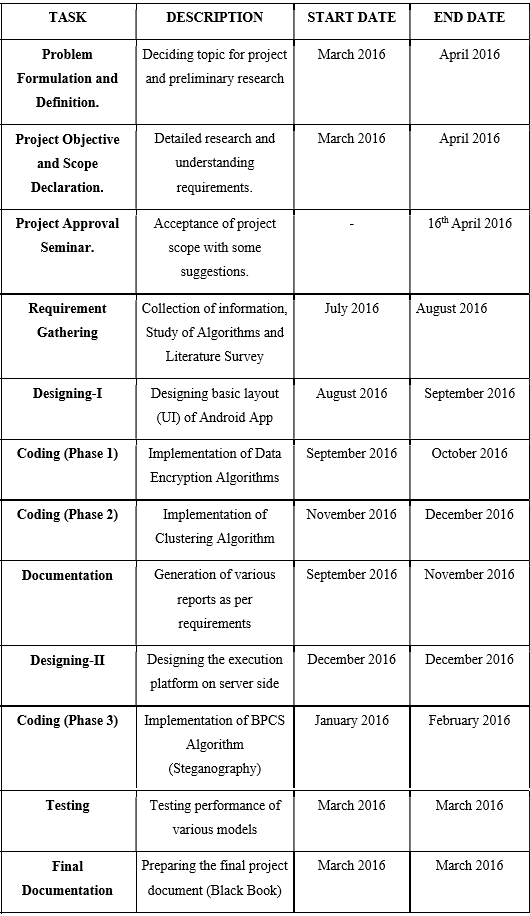 TASK DESCRIPTION START DATE END DATE
Problem Deciding topic for project March 2016 April 2016
Formulation and and preliminary research
Definition.
Project Objective Detailed research and March 2016 April 2016
and Scope understanding
Declaration. requirements.
Project Approval Acceptance of project - 16th April 2016
Seminar. scope with some
suggestions.
Requirement Collection of information, July 2016 August 2016
Gathering Study of Algorithms and
Literature Survey
Designing-I Designing basic layout August 2016 September 2016
(UI) of Android App
Coding (Phase 1) Implementation of Data September 2016 October 2016
Encryption Algorithms
Coding (Phase 2) Implementation of November 2016 December 2016
Clustering Algorithm
Documentation Generation of various September 2016 November 2016
reports as per
requirements
Designing-II Designing the execution December 2016 December 2016
platform on server side
Coding (Phase 3) Implementation of BPCS January 2016 February 2016
Algorithm
(Steganography)
Testing Testing performance of March 2016 March 2016
various models
Final Preparing the final project March 2016 March 2016
Documentation document (Black Book)